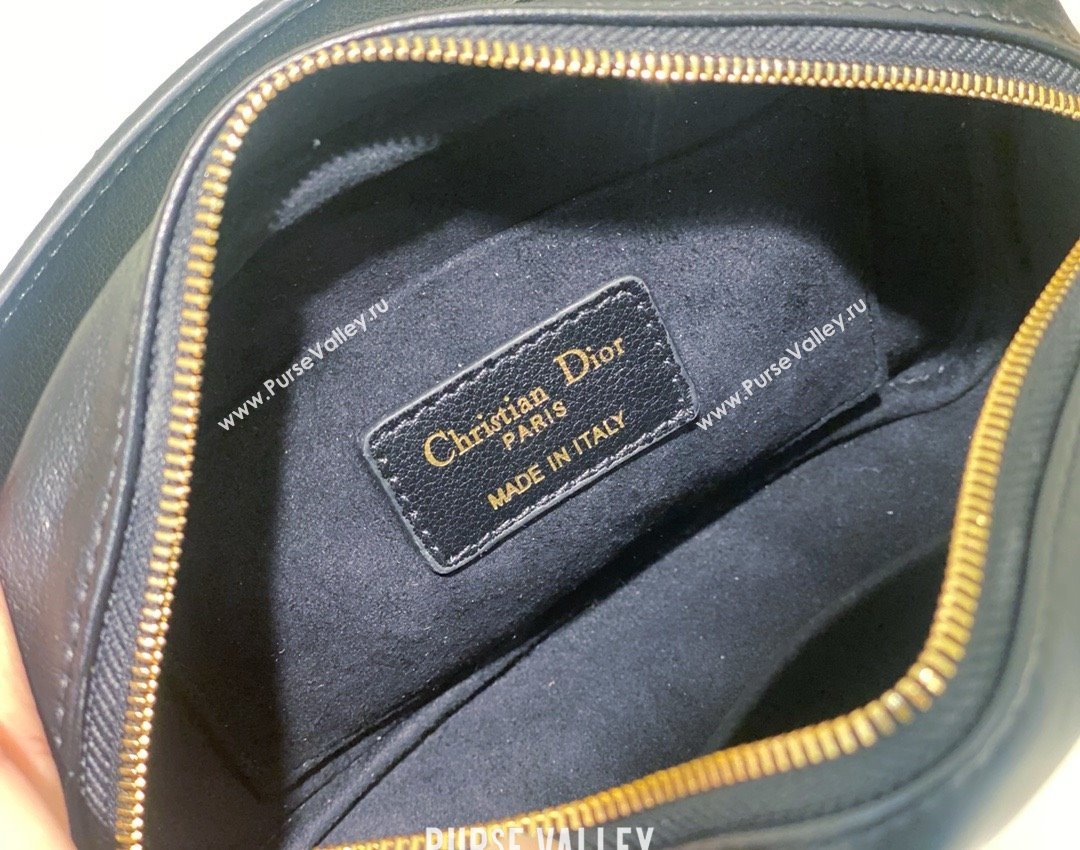 www.PurseValley.ru
www.PurseValley.ru
Christian Dior
PARIS
MADE IN ITALY
PURSE VALLEY